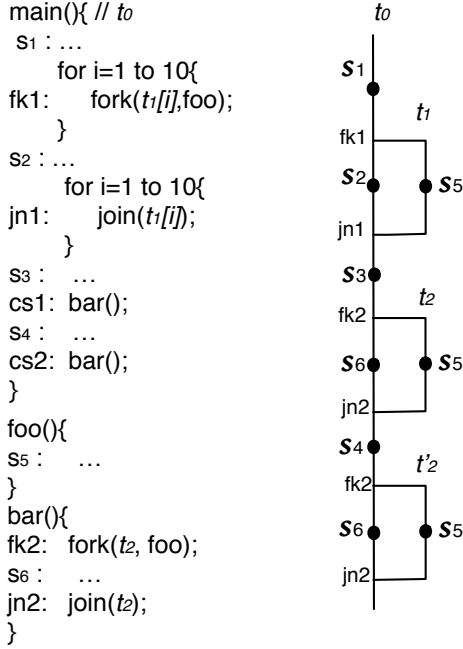 main(){ // t0
s1 : ...
for i=1 to 10{
fk1: fork(t1[i],foo);
}
s2 : ...
for i=1 to 10{
jn1: join(t1[i]);
}
s3 : ...
cs1: bar();
s4 : ...
cs2: bar();
}
foo(){
s5 : ...
}
bar(){
fk2: fork(t2, foo);
s6 : ...
jn2: join(t2);
}
t0
s1
t1
fk1
s2 s5
jn1
s3
t2
fk2
s6 s5
jn2
s4
t'2
fk2
s6 s5
jn2